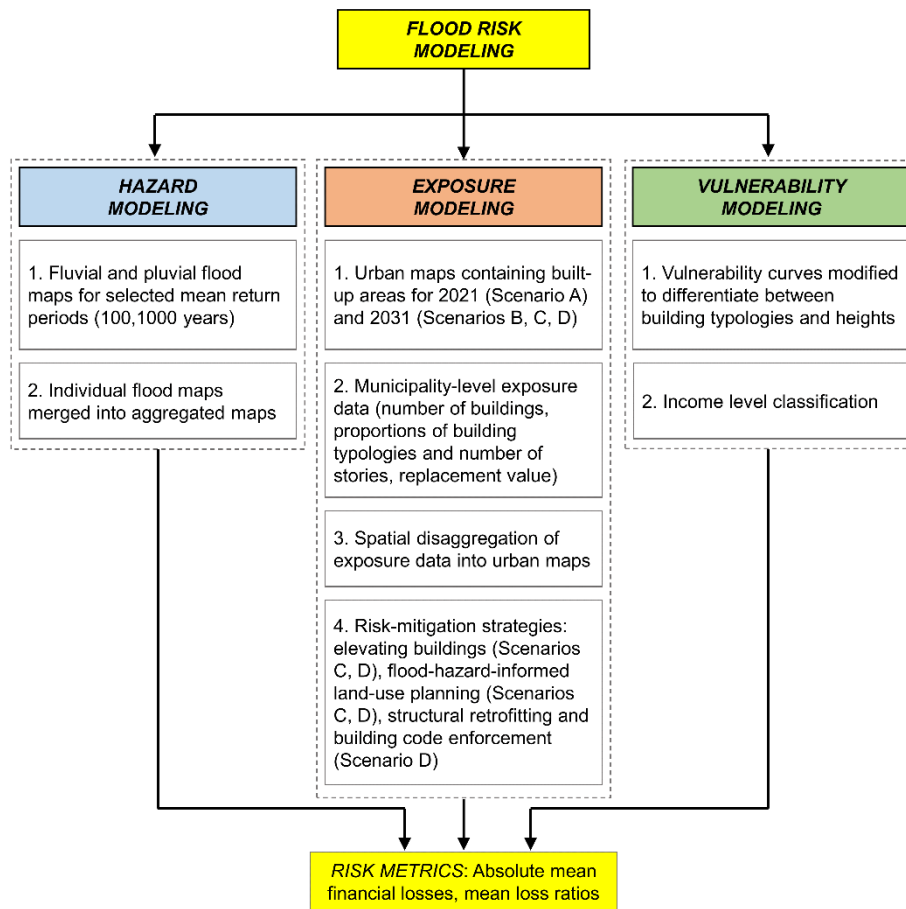 FLOOD RISK
MODELING
HAZARD
MODELING
1. Fluvial and pluvial flood
maps for selected mean return
periods (100,1000 years)
2. Individual flood maps
merged into aggregated maps
EXPOSURE
MODELING
1. Urban maps containing built-
up areas for 2021 (Scenario A)
and 2031 (Scenarios B, C, D)
2. Municipality-level exposure
data (number of buildings,
proportions of building
typologies and number of
stories, replacement value)
3. Spatial disaggregation of
exposure data into urban maps
4. Risk-mitigation strategies:
elevating buildings (Scenarios
C, D), flood-hazard-informed
land-use planning (Scenarios
C, D), structural retrofitting and
building code enforcement
(Scenario D)
VULNERABILITY
MODELING
1. Vulnerability curves modified
to differentiate between
building typologies and heights
2. Income level classification
RISK METRICS: Absolute mean
financial losses, mean loss ratios